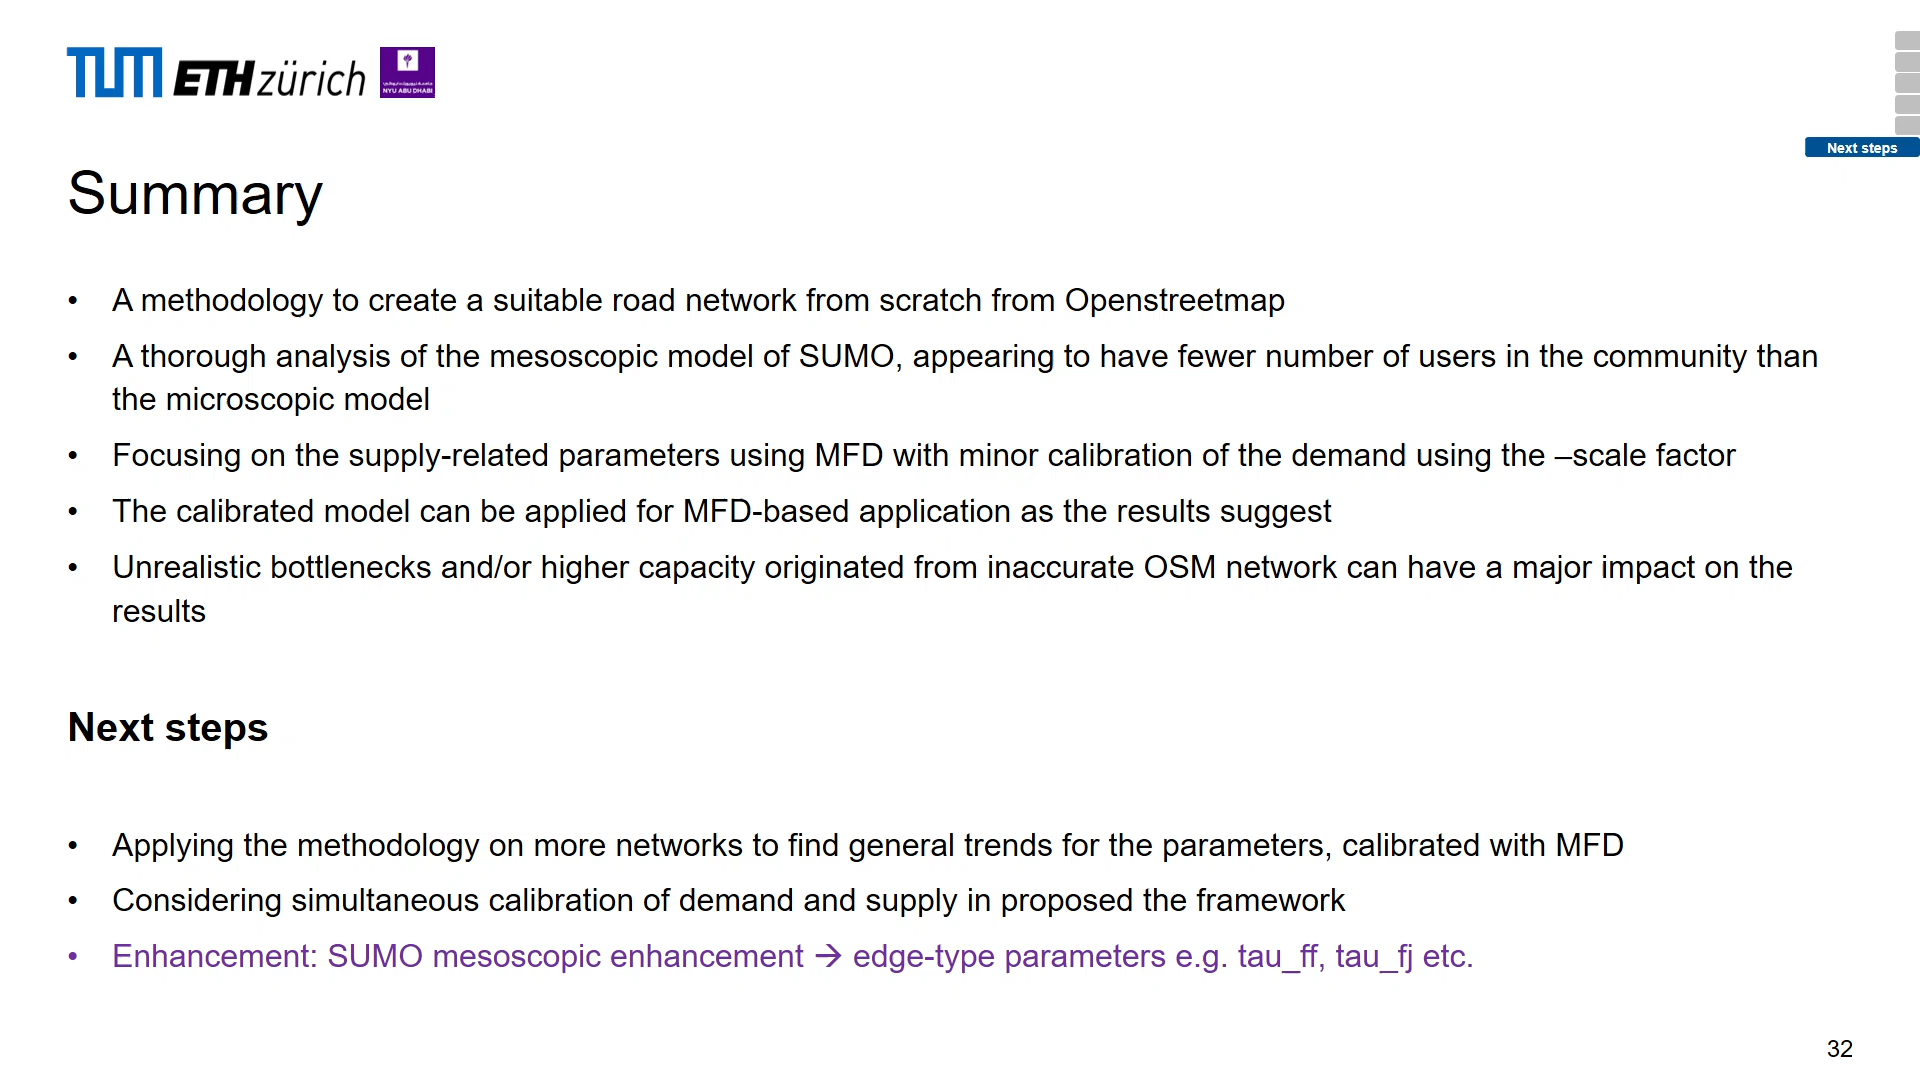 TUM ETH zürich
NYU ABU DHABI
Next steps
Summary
• A methodology to create a suitable road network from scratch from Openstreetmap
• A thorough analysis of the mesoscopic model of SUMO, appearing to have fewer number of users in the community than
the microscopic model
• Focusing on the supply-related parameters using MFD with minor calibration of the demand using the –scale factor
• The calibrated model can be applied for MFD-based application as the results suggest
• Unrealistic bottlenecks and/or higher capacity originated from inaccurate OSM network can have a major impact on the
results
Next steps
• Applying the methodology on more networks to find general trends for the parameters, calibrated with MFD
• Considering simultaneous calibration of demand and supply in proposed the framework
• Enhancement: SUMO mesoscopic enhancement → edge-type parameters e.g. tau_ff, tau_fj etc.
32